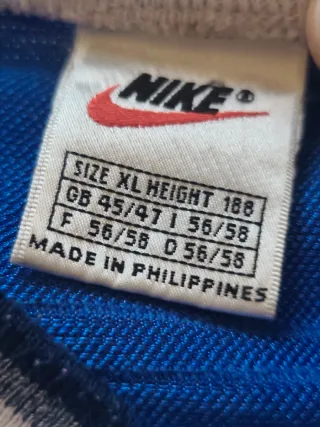 NIKE®
SIZE XL HEIGHT 188
GB 45/47 I 56/58
F 56/58 D 56/58
MADE IN PHILIPPINES